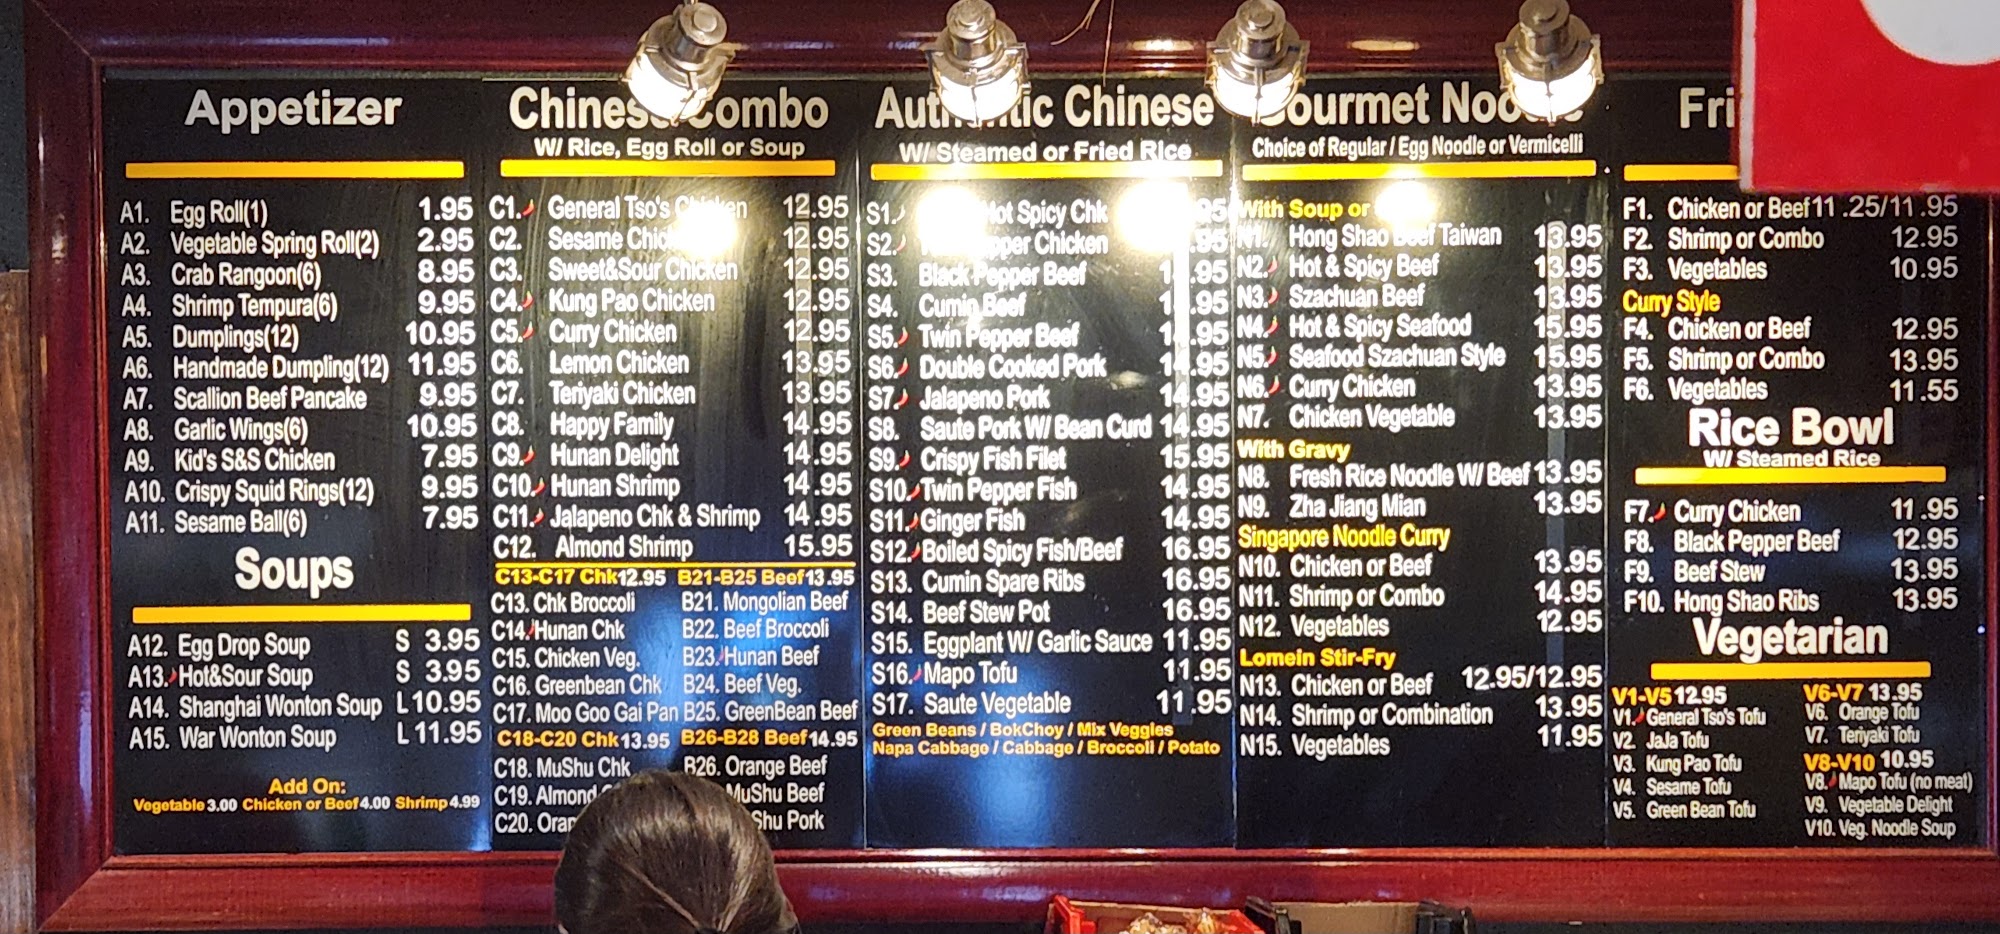 Appetizer
A1. Egg Roll(1) 1.95
A2. Vegetable Spring Roll(2) 2.95
A3. Crab Rangoon(6) 8.95
A4. Shrimp Tempura(6) 9.95
A5. Dumplings(12) 10.95
A6. Handmade Dumpling(12) 11.95
A7. Scallion Beef Pancake 9.95
A8. Garlic Wings(6) 10.95
A9. Kid's S&S Chicken 7.95
A10. Crispy Squid Rings(12) 9.95
A11. Sesame Ball(6) 7.95
Soups
A12. Egg Drop Soup S 3.95
A13. Hot&Sour Soup S 3.95
A14. Shanghai Wonton Soup L 10.95
A15. War Wonton Soup L 11.95
Add On:
Vegetable 3.00 Chicken or Beef 4.00 Shrimp 4.99
Chinese Combo
W/ Rice, Egg Roll or Soup
C1. General Tso's Chicken 12.95
C2. Sesame 12.95
C3. Sweet&Sour Chicken 12.95
C4. Kung Pao Chicken 12.95
C5. Curry Chicken 12.95
C6. Lemon Chicken 13.95
C7. Teriyaki Chicken 13.95
C8. Happy Family 14.95
C9. Hunan Delight 14.95
C10. Hunan Shrimp 14.95
C11. Jalapeno Chk & Shrimp 14.95
C12. Almond Shrimp 15.95
C13-C17 Chk 12.95 B21-B25 Beef 13.95
C13. Chk Broccoli B21. Mongolian Beef
C14. Hunan Chk B22. Beef Broccoli
C15. Chicken Veg. B23. Hunan Beef
C16. Greenbean Chk B24. Beef Veg.
C17. Moo Goo Gai Pan B25. GreenBean Beef
C18-C20 Chk 13.95 B26-B28 Beef 14.95
C18. MuShu Chk B26. Orange Beef
C19. Almond MuShu Beef
C20. Pork
Authentic Chinese
W/ Steamed or Fried Rice
S1. Hot Spicy Chk
S2. Chicken
S3. Black Pepper Beef
S4. Cumin Beef
S5. Twin Pepper Beef
S6. Double Cooked Pork 14.95
S7. Jalapeno Pork 14.95
S8. Saute Pork W/ Bean Curd 14.95
S9. Crispy Fish Filet 15.95
S10. Twin Pepper Fish 14.95
S11. Ginger Fish 14.95
S12. Boiled Spicy Fish/Beef 16.95
S13. Cumin Spare Ribs 16.95
S14. Beef Stew Pot 16.95
S15. Eggplant W/ Garlic Sauce 11.95
S16. Mapo Tofu 11.95
S17. Saute Vegetable 11.95
Green Beans / BokChoy / Mix Veggies
Napa Cabbage / Cabbage / Broccoli / Potato
Gourmet Noodle
Choice of Regular / Egg Noodle or Vermicelli
With Soup or
N1. Hong Shao Beef Taiwan 13.95
N2. Hot & Spicy Beef 13.95
N3. Szachuan Beef 13.95
N4. Hot & Spicy Seafood 15.95
N5. Seafood Szachuan Style 15.95
N6. Curry Chicken 13.95
N7. Chicken Vegetable 13.95
With Gravy
N8. Fresh Rice Noodle W/ Beef 13.95
N9. Zha Jiang Mian 13.95
Singapore Noodle Curry
N10. Chicken or Beef 13.95
N11. Shrimp or Combo 14.95
N12. Vegetables 12.95
Lomein Stir-Fry
N13. Chicken or Beef 12.95/12.95
N14. Shrimp or Combination 13.95
N15. Vegetables 11.95
F1. Chicken or Beef 11.25/11.95
F2. Shrimp or Combo 12.95
F3. Vegetables 10.95
Curry Style
F4. Chicken or Beef 12.95
F5. Shrimp or Combo 13.95
F6. Vegetables 11.55
Rice Bowl
W/ Steamed Rice
F7. Curry Chicken 11.95
F8. Black Pepper Beef 12.95
F9. Beef Stew 13.95
F10. Hong Shao Ribs 13.95
Vegetarian
V1-V5 12.95
V1. General Tso's Tofu
V2. JaJa Tofu
V3. Kung Pao Tofu
V4. Sesame Tofu
V5. Green Bean Tofu
V6-V7 13.95
V6. Orange Tofu
V7. Teriyaki Tofu
V8-V10 10.95
V8. Mapo Tofu (no meat)
V9. Vegetable Delight
V10. Veg. Noodle Soup